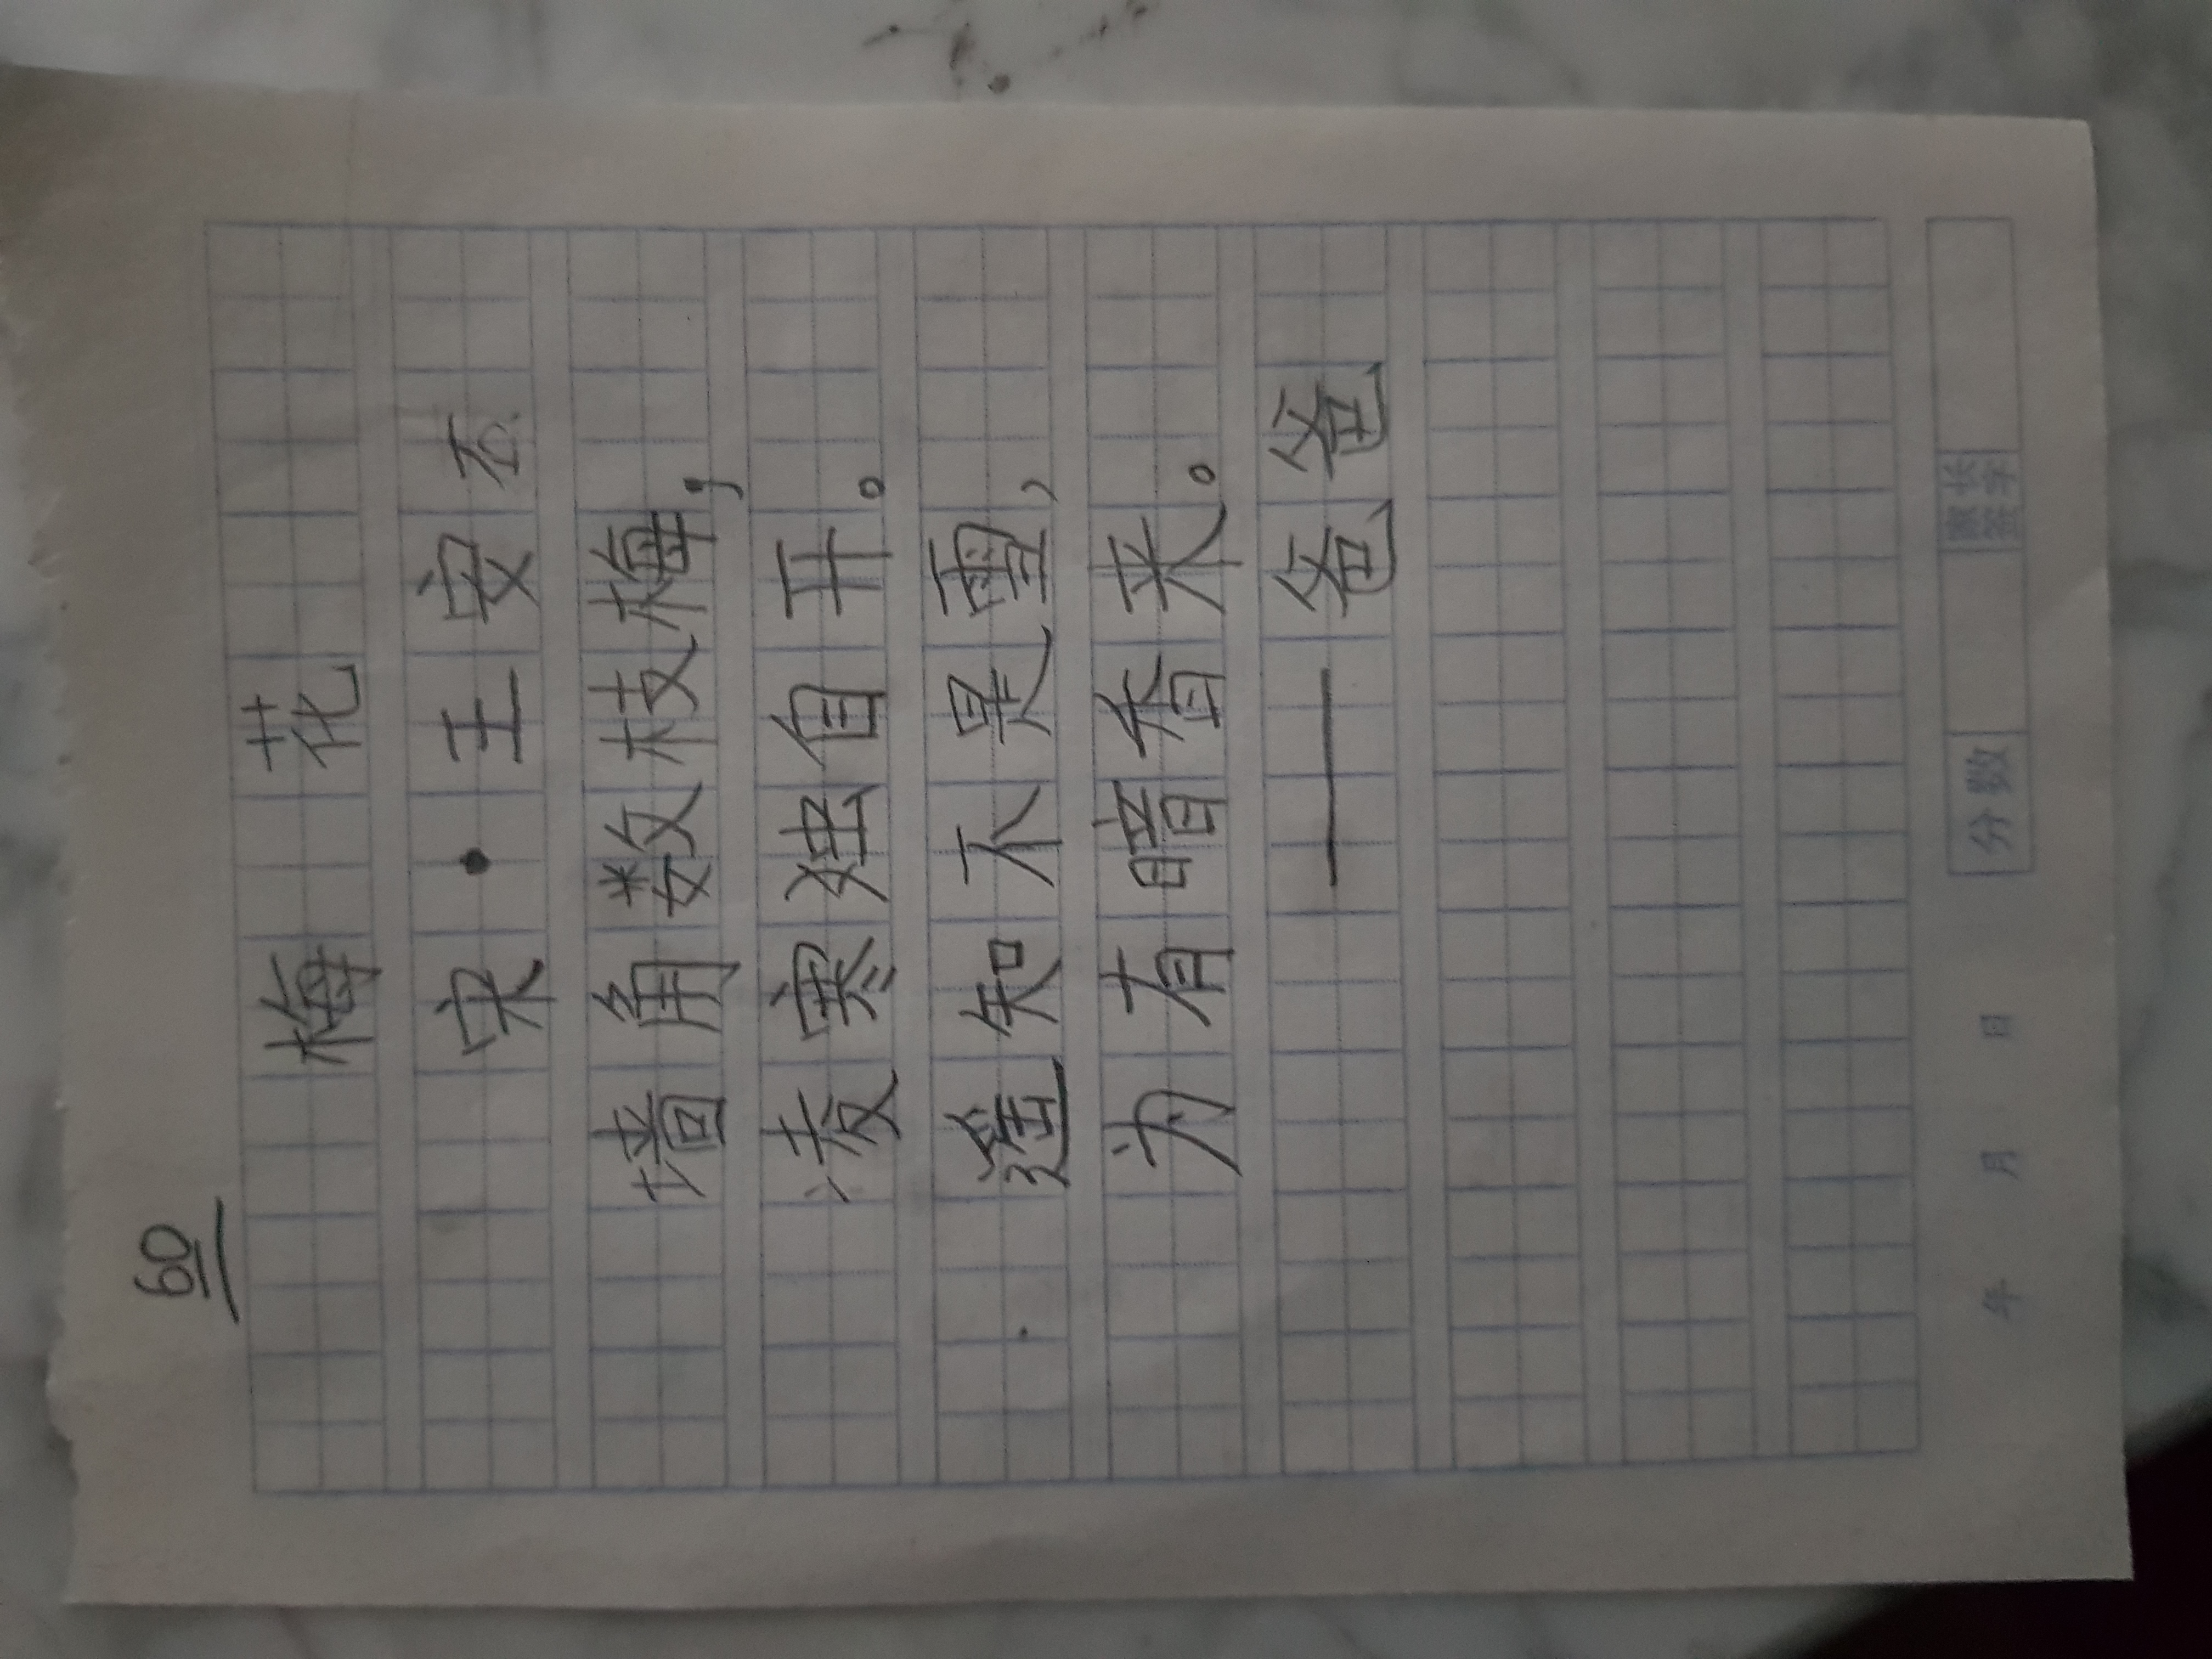 60
梅 花
宋·王安
墙角数枝梅,
凌寒独自开。
遥知不是雪,
为有暗香来。
——爸爸
年 月 日 分数 家长签字